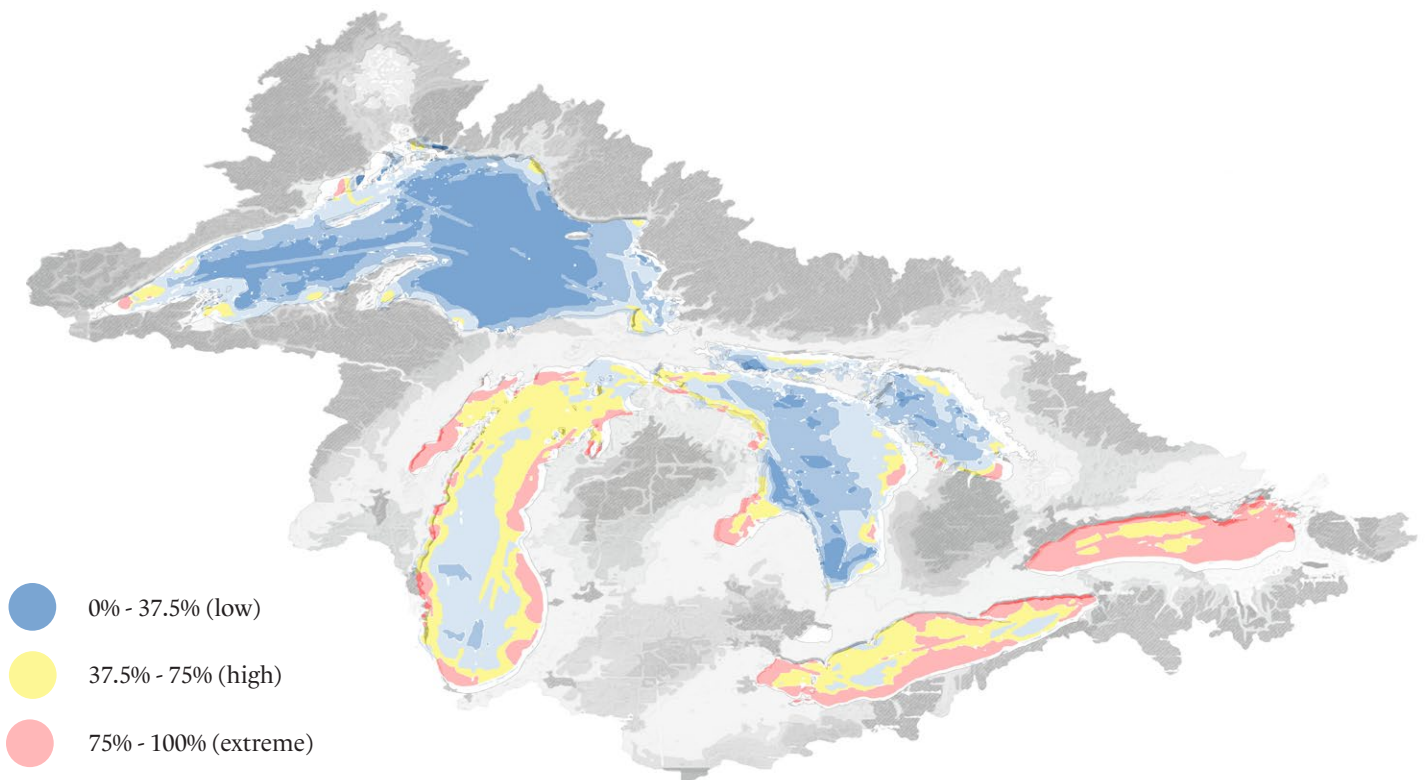 0% - 37.5% (low)
37.5% - 75% (high)
75% - 100% (extreme)